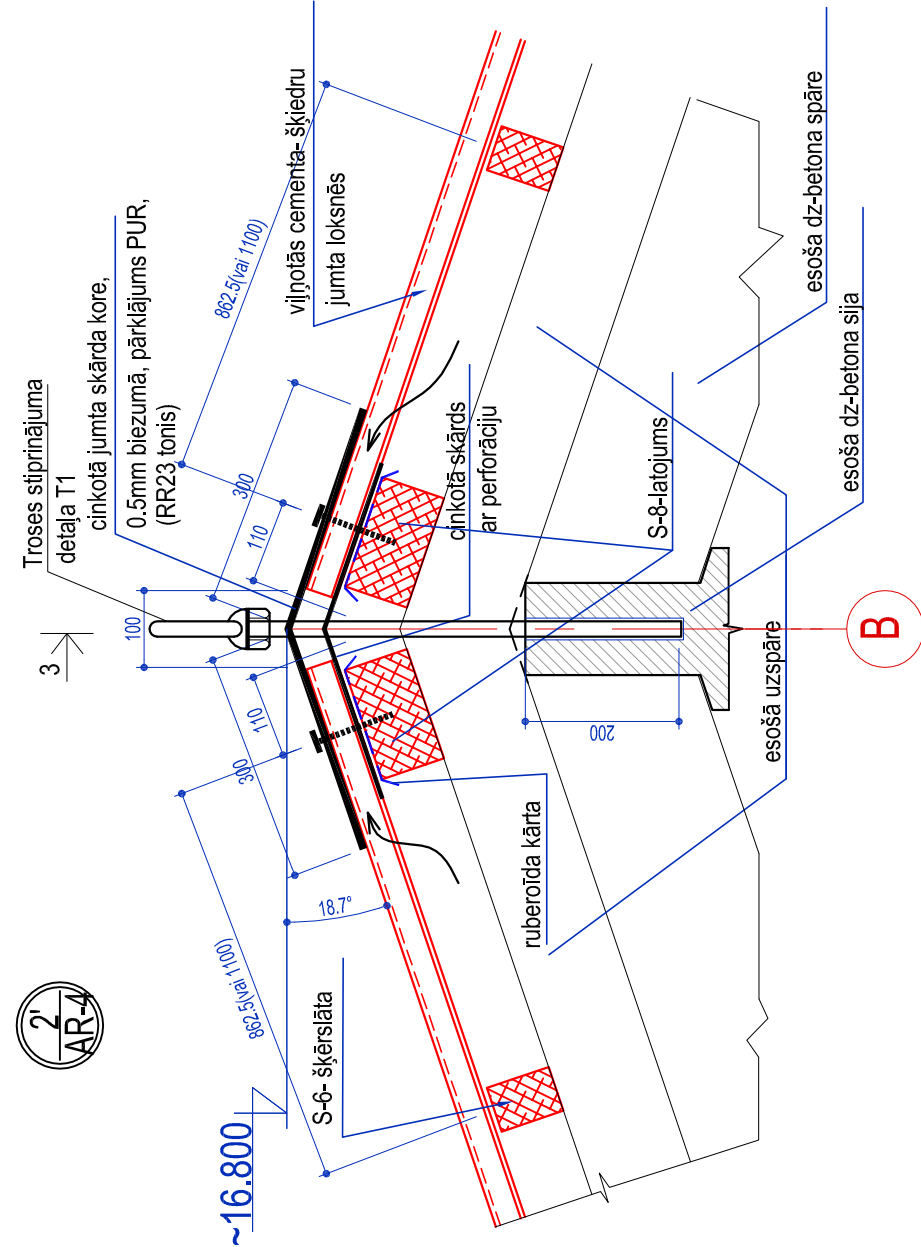 2'
AR-4
~16.800
3
Troses stiprinājuma
detaļa T1
cinkotā jumta skārda kore,
0.5mm biezumā, pārklājums PUR,
(RR23 tonis)
viļņotās cementa- šķiedru
jumta loksnēs
862.5(vai 1100)
300
110
100
110
300
862.5(vai 1100)
18.7°
S-6- šķērslāta
cinkotā skārds
ar perforāciju
S-8-latojums
ruberoīda kārta
200
esošā uzspāre
esoša dz-betona spāre
esoša dz-betona sija
B